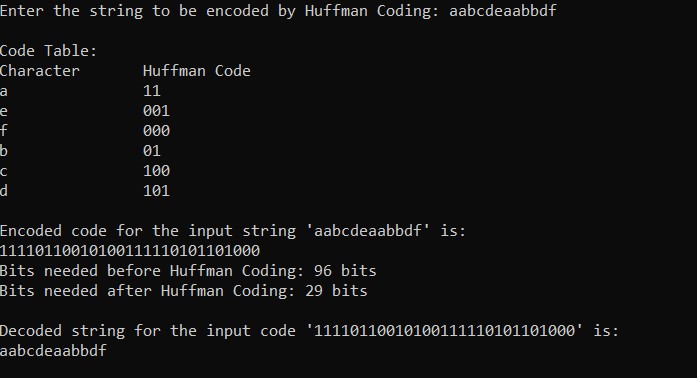 Enter the string to be encoded by Huffman Coding: aabcdeaabbdf
Code Table:
Character Huffman Code
a 11
e 001
f 000
b 01
c 100
d 101
Encoded code for the input string 'aabcdeaabbdf' is:
11110110010100111110101101000
Bits needed before Huffman Coding: 96 bits
Bits needed after Huffman Coding: 29 bits
Decoded string for the input code '11110110010100111110101101000' is:
aabcdeaabbdf